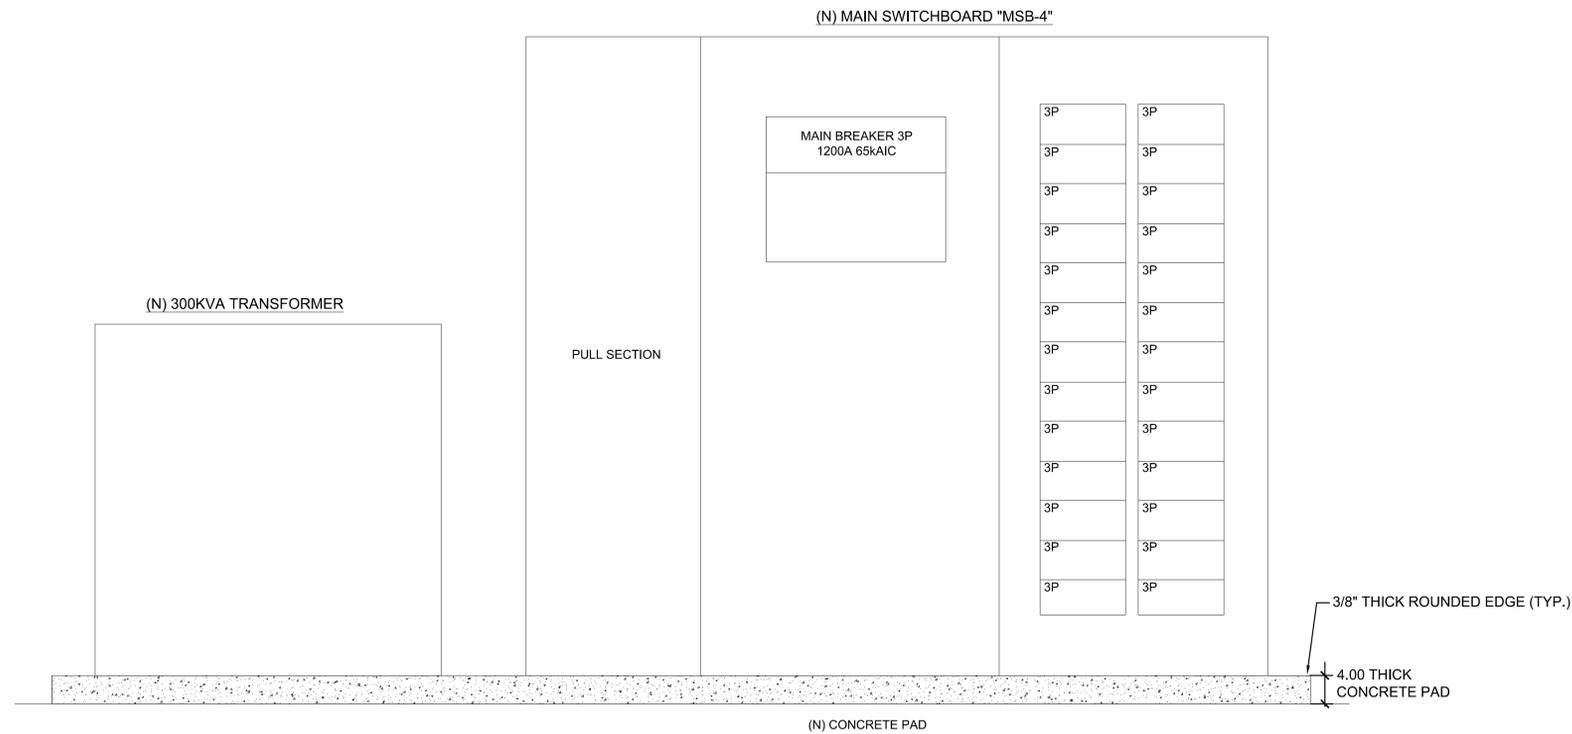 (N) MAIN SWITCHBOARD "MSB-4"
MAIN BREAKER 3P
1200A 65kAIC
3P 3P
3P 3P
3P 3P
3P 3P
3P 3P
3P 3P
3P 3P
3P 3P
3P 3P
3P 3P
3P 3P
3P 3P
3P 3P
(N) 300KVA TRANSFORMER
PULL SECTION
3/8" THICK ROUNDED EDGE (TYP.)
4.00 THICK
CONCRETE PAD
(N) CONCRETE PAD